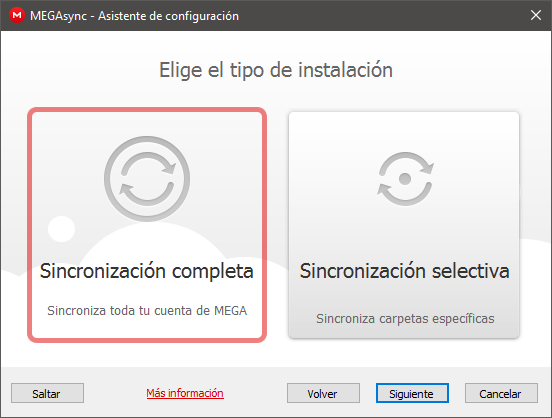 MEGAsync - Asistente de configuración
Elige el tipo de instalación
Sincronización completa
Sincroniza toda tu cuenta de MEGA
Sincronización selectiva
Sincroniza carpetas específicas
Saltar
Más información
Volver
Siguiente
Cancelar